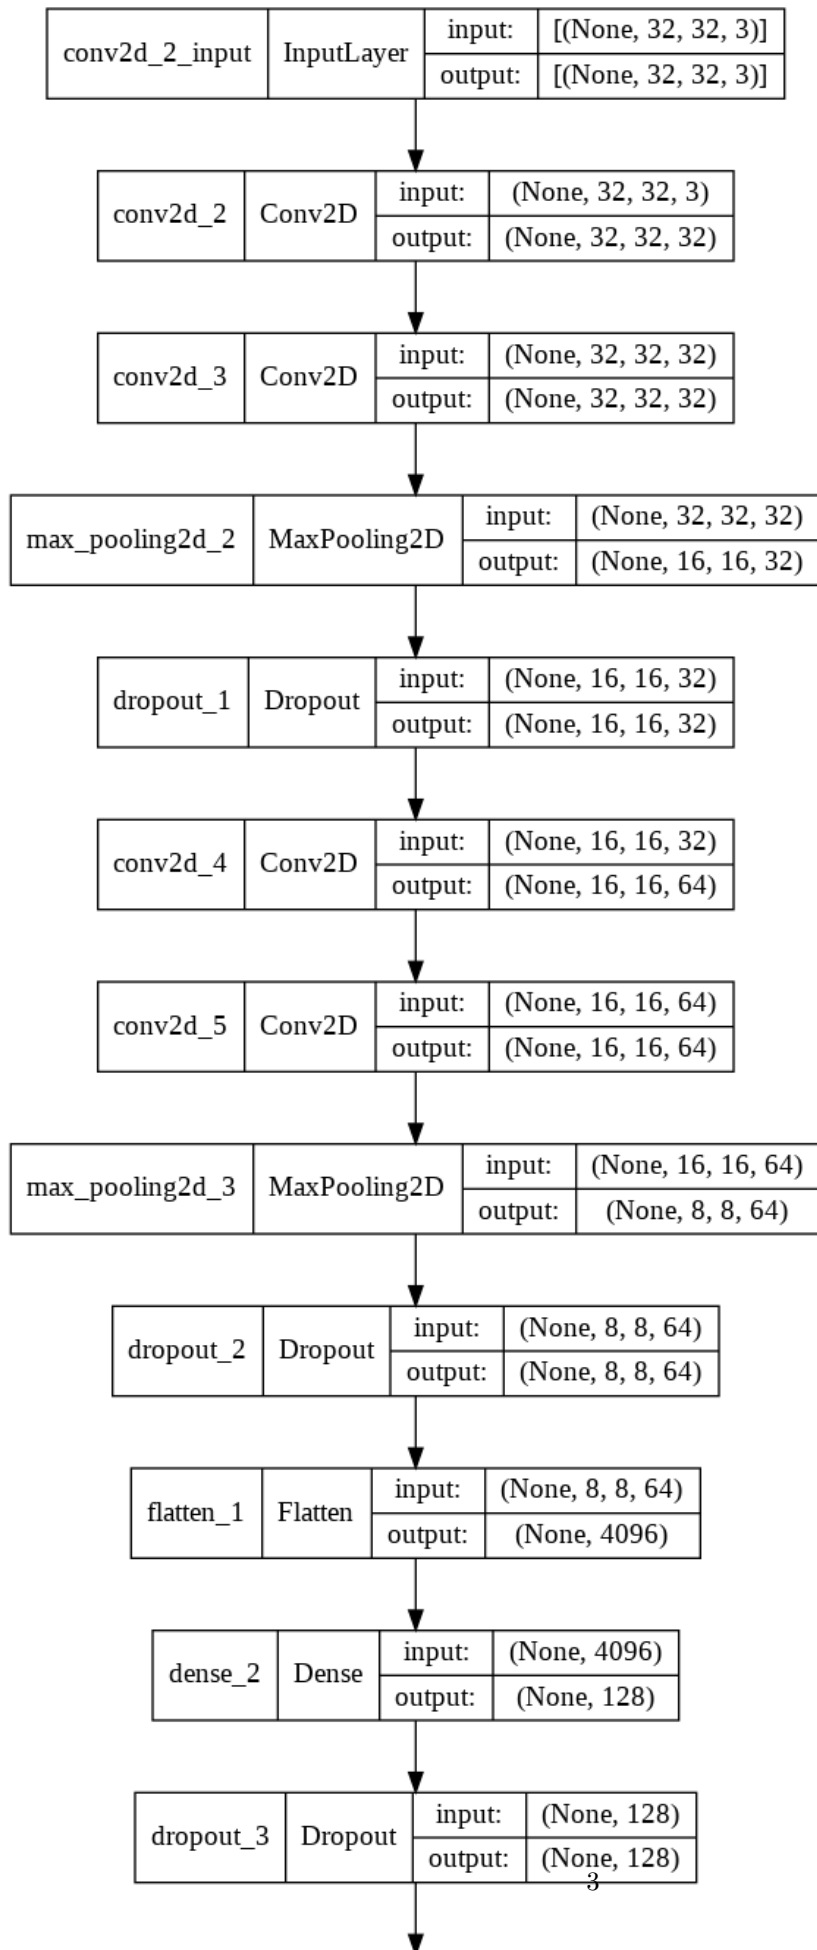 conv2d_2_input InputLayer input: [(None, 32, 32, 3)]
output: [(None, 32, 32, 3)]
conv2d_2 Conv2D input: (None, 32, 32, 3)
output: (None, 32, 32, 32)
conv2d_3 Conv2D input: (None, 32, 32, 32)
output: (None, 32, 32, 32)
max_pooling2d_2 MaxPooling2D input: (None, 32, 32, 32)
output: (None, 16, 16, 32)
dropout_1 Dropout input: (None, 16, 16, 32)
output: (None, 16, 16, 32)
conv2d_4 Conv2D input: (None, 16, 16, 32)
output: (None, 16, 16, 64)
conv2d_5 Conv2D input: (None, 16, 16, 64)
output: (None, 16, 16, 64)
max_pooling2d_3 MaxPooling2D input: (None, 16, 16, 64)
output: (None, 8, 8, 64)
dropout_2 Dropout input: (None, 8, 8, 64)
output: (None, 8, 8, 64)
flatten_1 Flatten input: (None, 8, 8, 64)
output: (None, 4096)
dense_2 Dense input: (None, 4096)
output: (None, 128)
dropout_3 Dropout input: (None, 128)
output: (None, 128)
3